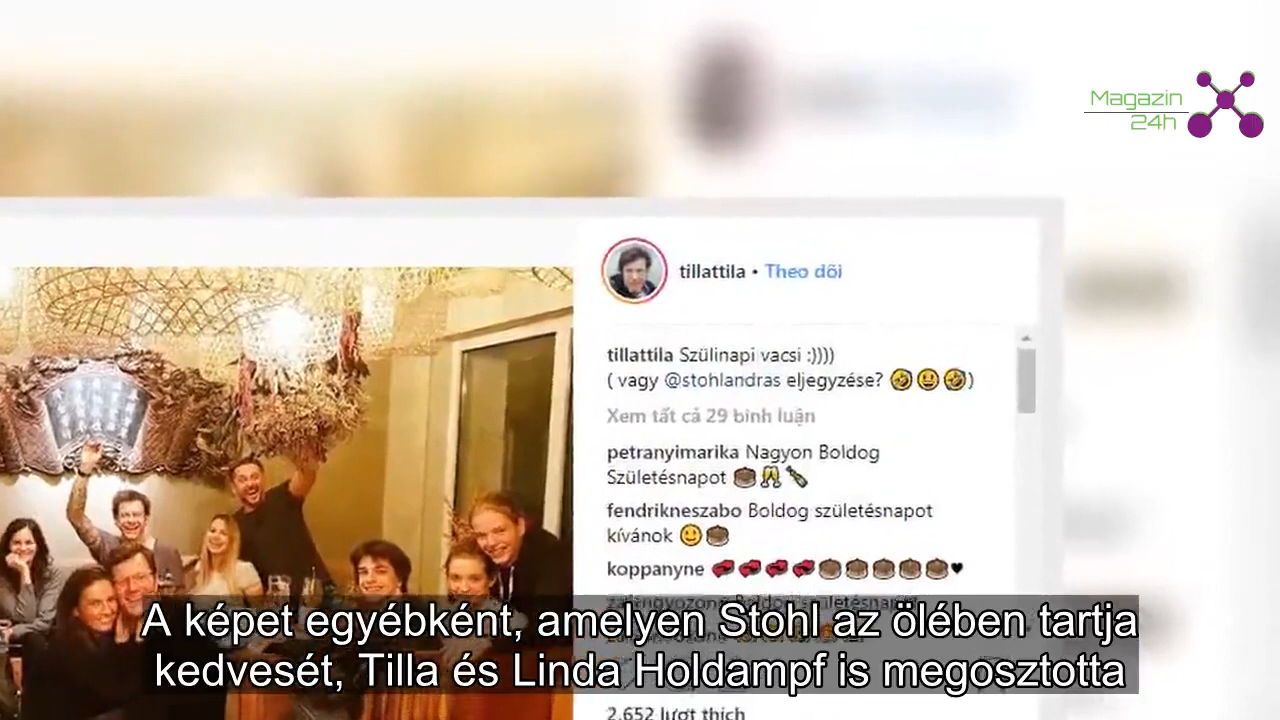 Magazin
24h
tillattila • Theo dõi
tillattila Szülinapi vacsi :))))
( vagy @stohlandras eljegyzése? 🤣😀🤣)
Xem tất cả 29 bình luận
petranyimarika Nagyon Boldog
Születésnapot 🎂🥂🍾
fendrikneszabo Boldog születésnapot
kívánok 🙂🎂
koppanyne 💋💋💋💋🎂🎂🎂🎂🎂♥
A képet egyébként, amelyen Stohl az ölében tartja
kedvesét, Tilla és Linda Holdampf is megosztotta
2.652 lượt thích